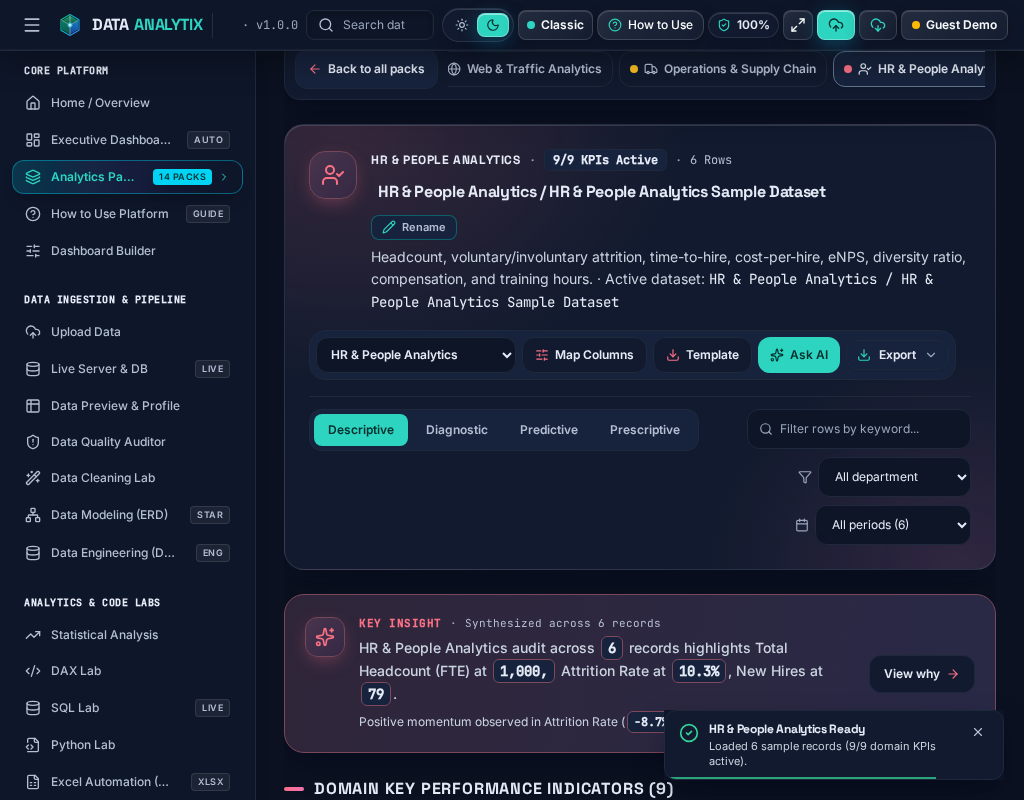 DATA ANALYTIX
· v1.0.0
Search dat
Classic
How to Use
100%
Guest Demo
CORE PLATFORM
Home / Overview
Executive Dashboa... AUTO
Analytics Pa... 14 PACKS
How to Use Platform GUIDE
Dashboard Builder
DATA INGESTION & PIPELINE
Upload Data
Live Server & DB LIVE
Data Preview & Profile
Data Quality Auditor
Data Cleaning Lab
Data Modeling (ERD) STAR
Data Engineering (D... ENG
ANALYTICS & CODE LABS
Statistical Analysis
DAX Lab
SQL Lab LIVE
Python Lab
Excel Automation (... XLSX
Back to all packs
Web & Traffic Analytics
Operations & Supply Chain
HR & People Analy
HR & PEOPLE ANALYTICS · 9/9 KPIs Active · 6 Rows
HR & People Analytics / HR & People Analytics Sample Dataset
Rename
Headcount, voluntary/involuntary attrition, time-to-hire, cost-per-hire, eNPS, diversity ratio,
compensation, and training hours. · Active dataset: HR & People Analytics / HR &
People Analytics Sample Dataset
HR & People Analytics
Map Columns
Template
Ask AI
Export
Descriptive
Diagnostic
Predictive
Prescriptive
Filter rows by keyword...
All department
All periods (6)
KEY INSIGHT · Synthesized across 6 records
HR & People Analytics audit across 6 records highlights Total
Headcount (FTE) at 1,000, Attrition Rate at 10.3% , New Hires at
79 .
Positive momentum observed in Attrition Rate ( -8.7%
View why
HR & People Analytics Ready
Loaded 6 sample records (9/9 domain KPIs
active).
DOMAIN KEY PERFORMANCE INDICATORS (9)